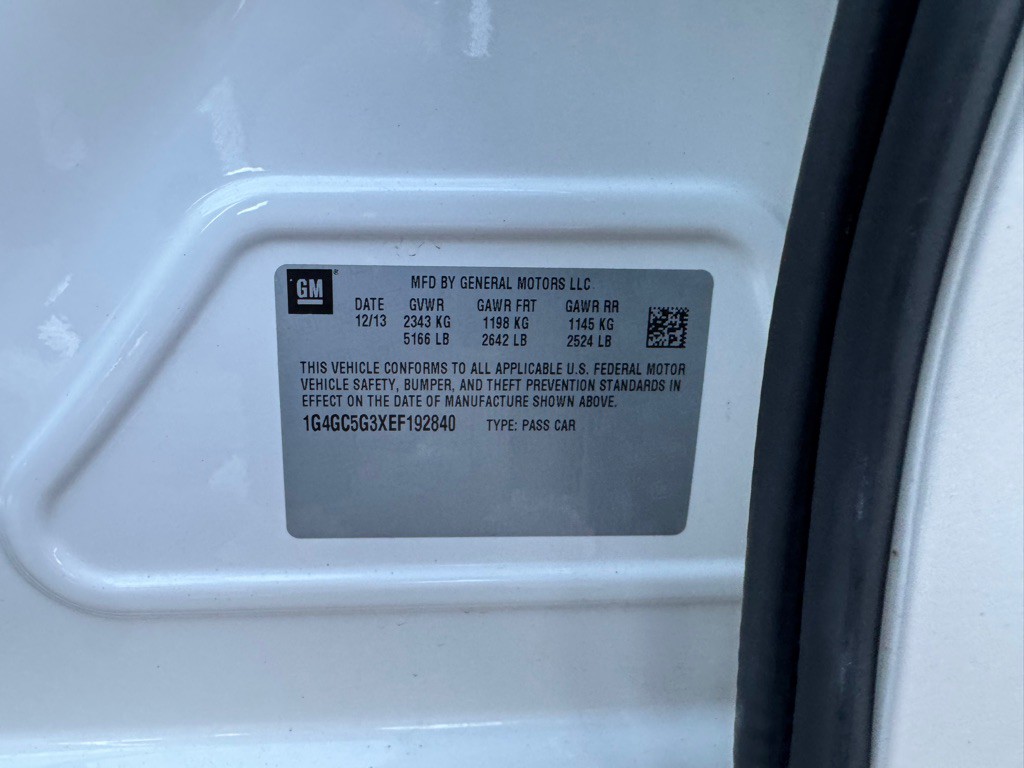 GM®
MFD BY GENERAL MOTORS LLC
DATE GVWR GAWR FRT GAWR RR
12/13 2343 KG 1198 KG 1145 KG
5166 LB 2642 LB 2524 LB
THIS VEHICLE CONFORMS TO ALL APPLICABLE U.S. FEDERAL MOTOR
VEHICLE SAFETY, BUMPER, AND THEFT PREVENTION STANDARDS IN
EFFECT ON THE DATE OF MANUFACTURE SHOWN ABOVE.
1G4GC5G3XEF192840 TYPE: PASS CAR